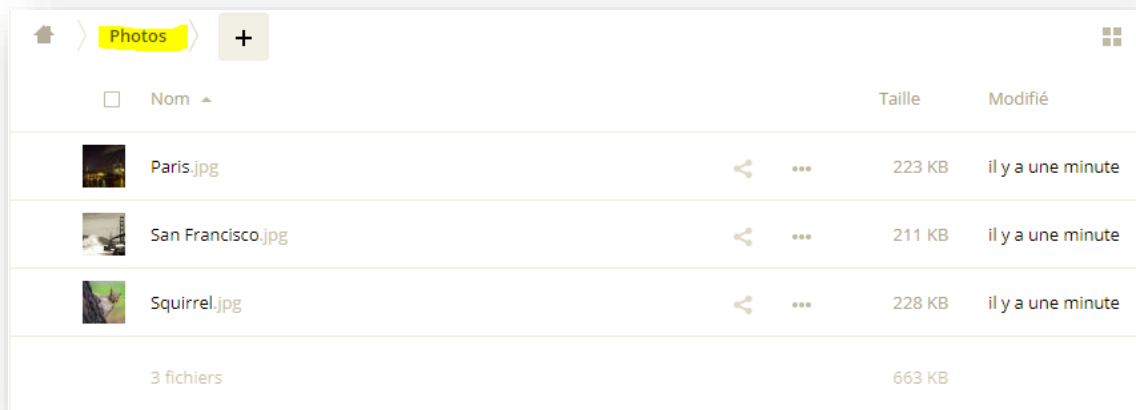 Photos +
Nom Taille Modifié
Paris.jpg 223 KB il y a une minute
San Francisco.jpg 211 KB il y a une minute
Squirrel.jpg 228 KB il y a une minute
3 fichiers 663 KB